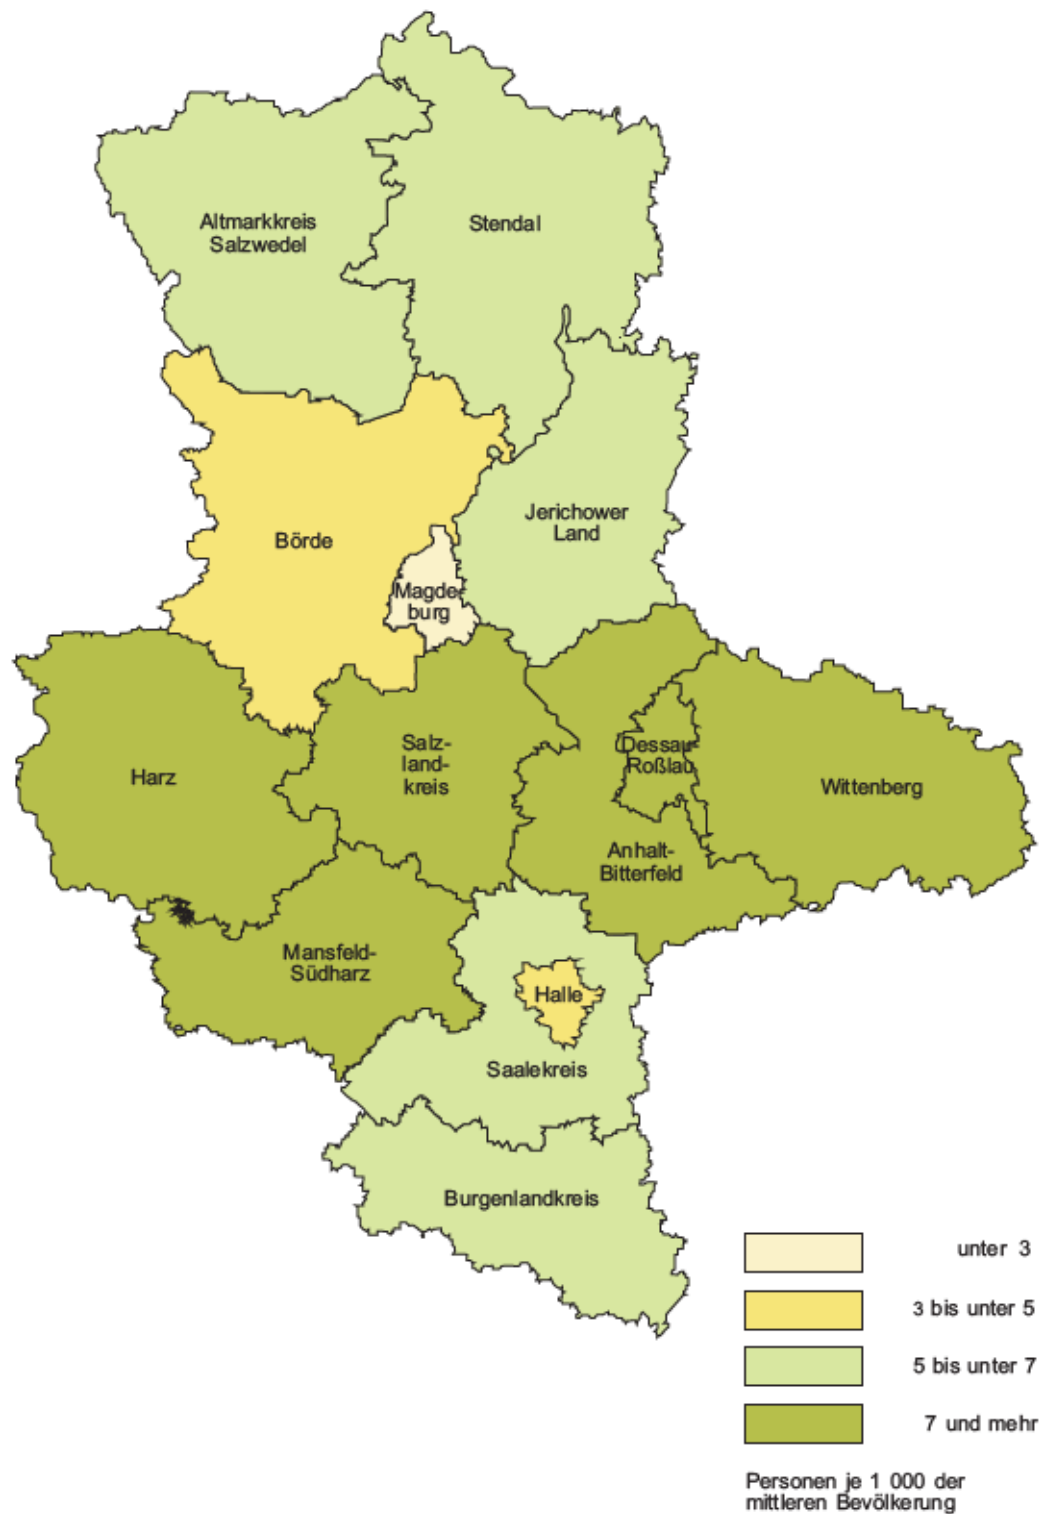 Altmarkkreis
Salzwedel
Stendal
Jerichower
Land
Börde
Magde-
burg
Salz-
land-
kreis
Dessau-
Roßlau
Harz
Wittenberg
Anhalt-
Bitterfeld
Mansfeld-
Südharz
Halle
Saalekreis
Burgenlandkreis
unter 3
3 bis unter 5
5 bis unter 7
7 und mehr
Personen je 1 000 der
mittleren Bevölkerung